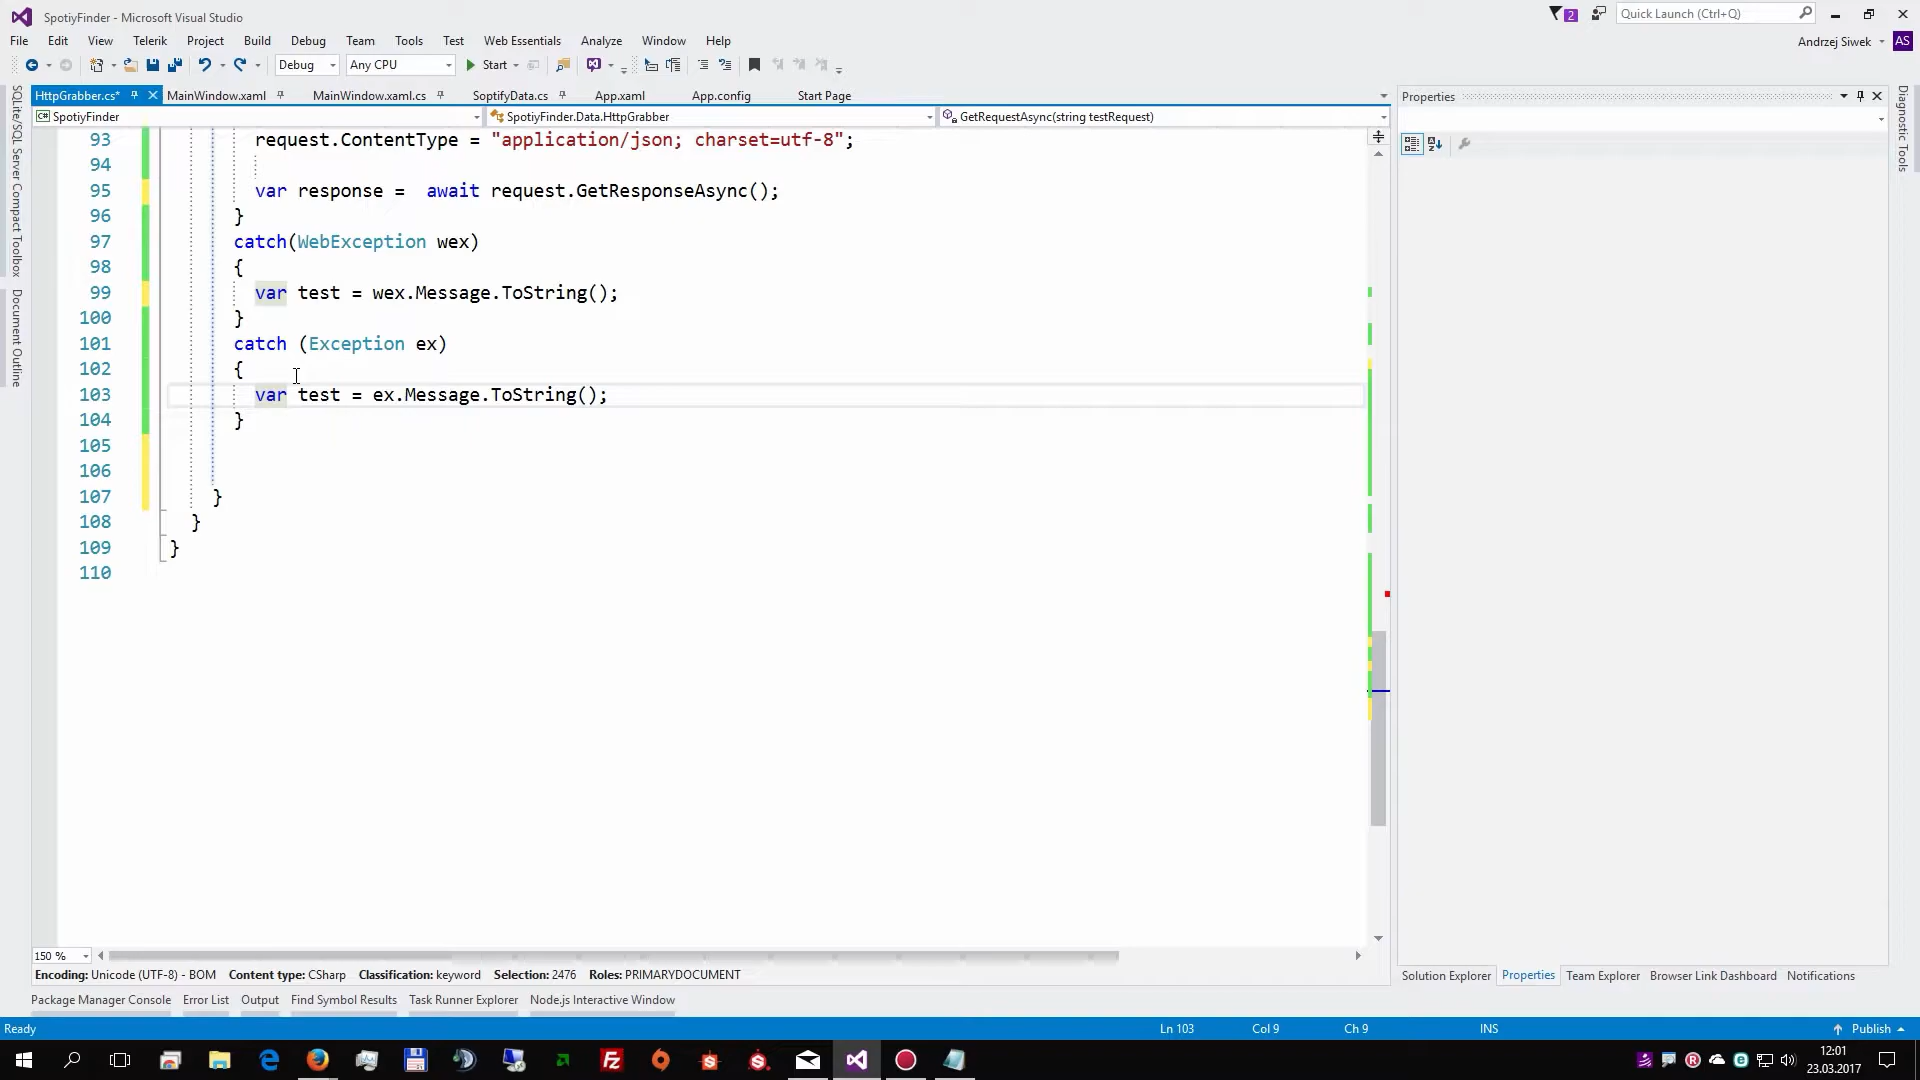 SpotiyFinder - Microsoft Visual Studio
2
Quick Launch (Ctrl+Q)
File Edit View Telerik Project Build Debug Team Tools Test Web Essentials Analyze Window Help
Andrzej Siwek AS
Debug Any CPU Start
HttpGrabber.cs* MainWindow.xaml MainWindow.xaml.cs SoptifyData.cs App.xaml App.config Start Page
Properties
SpotiyFinder SpotiyFinder.Data.HttpGrabber GetRequestAsync(string testRequest)
SQLite/SQL Server Compact Toolbox
Document Outline
Diagnostic Tools
93 request.ContentType = "application/json; charset=utf-8";
94
95 var response =  await request.GetResponseAsync();
96 }
97 catch(WebException wex)
98 {
99 var test = wex.Message.ToString();
100 }
101 catch (Exception ex)
102 {
103 var test = ex.Message.ToString();
104 }
105
106
107 }
108 }
109 }
110
150 %
Encoding: Unicode (UTF-8) - BOM Content type: CSharp Classification: keyword Selection: 2476 Roles: PRIMARYDOCUMENT
Solution Explorer Properties Team Explorer Browser Link Dashboard Notifications
Package Manager Console Error List Output Find Symbol Results Task Runner Explorer Node.js Interactive Window
Ready Ln 103 Col 9 Ch 9 INS Publish
12:01
23.03.2017